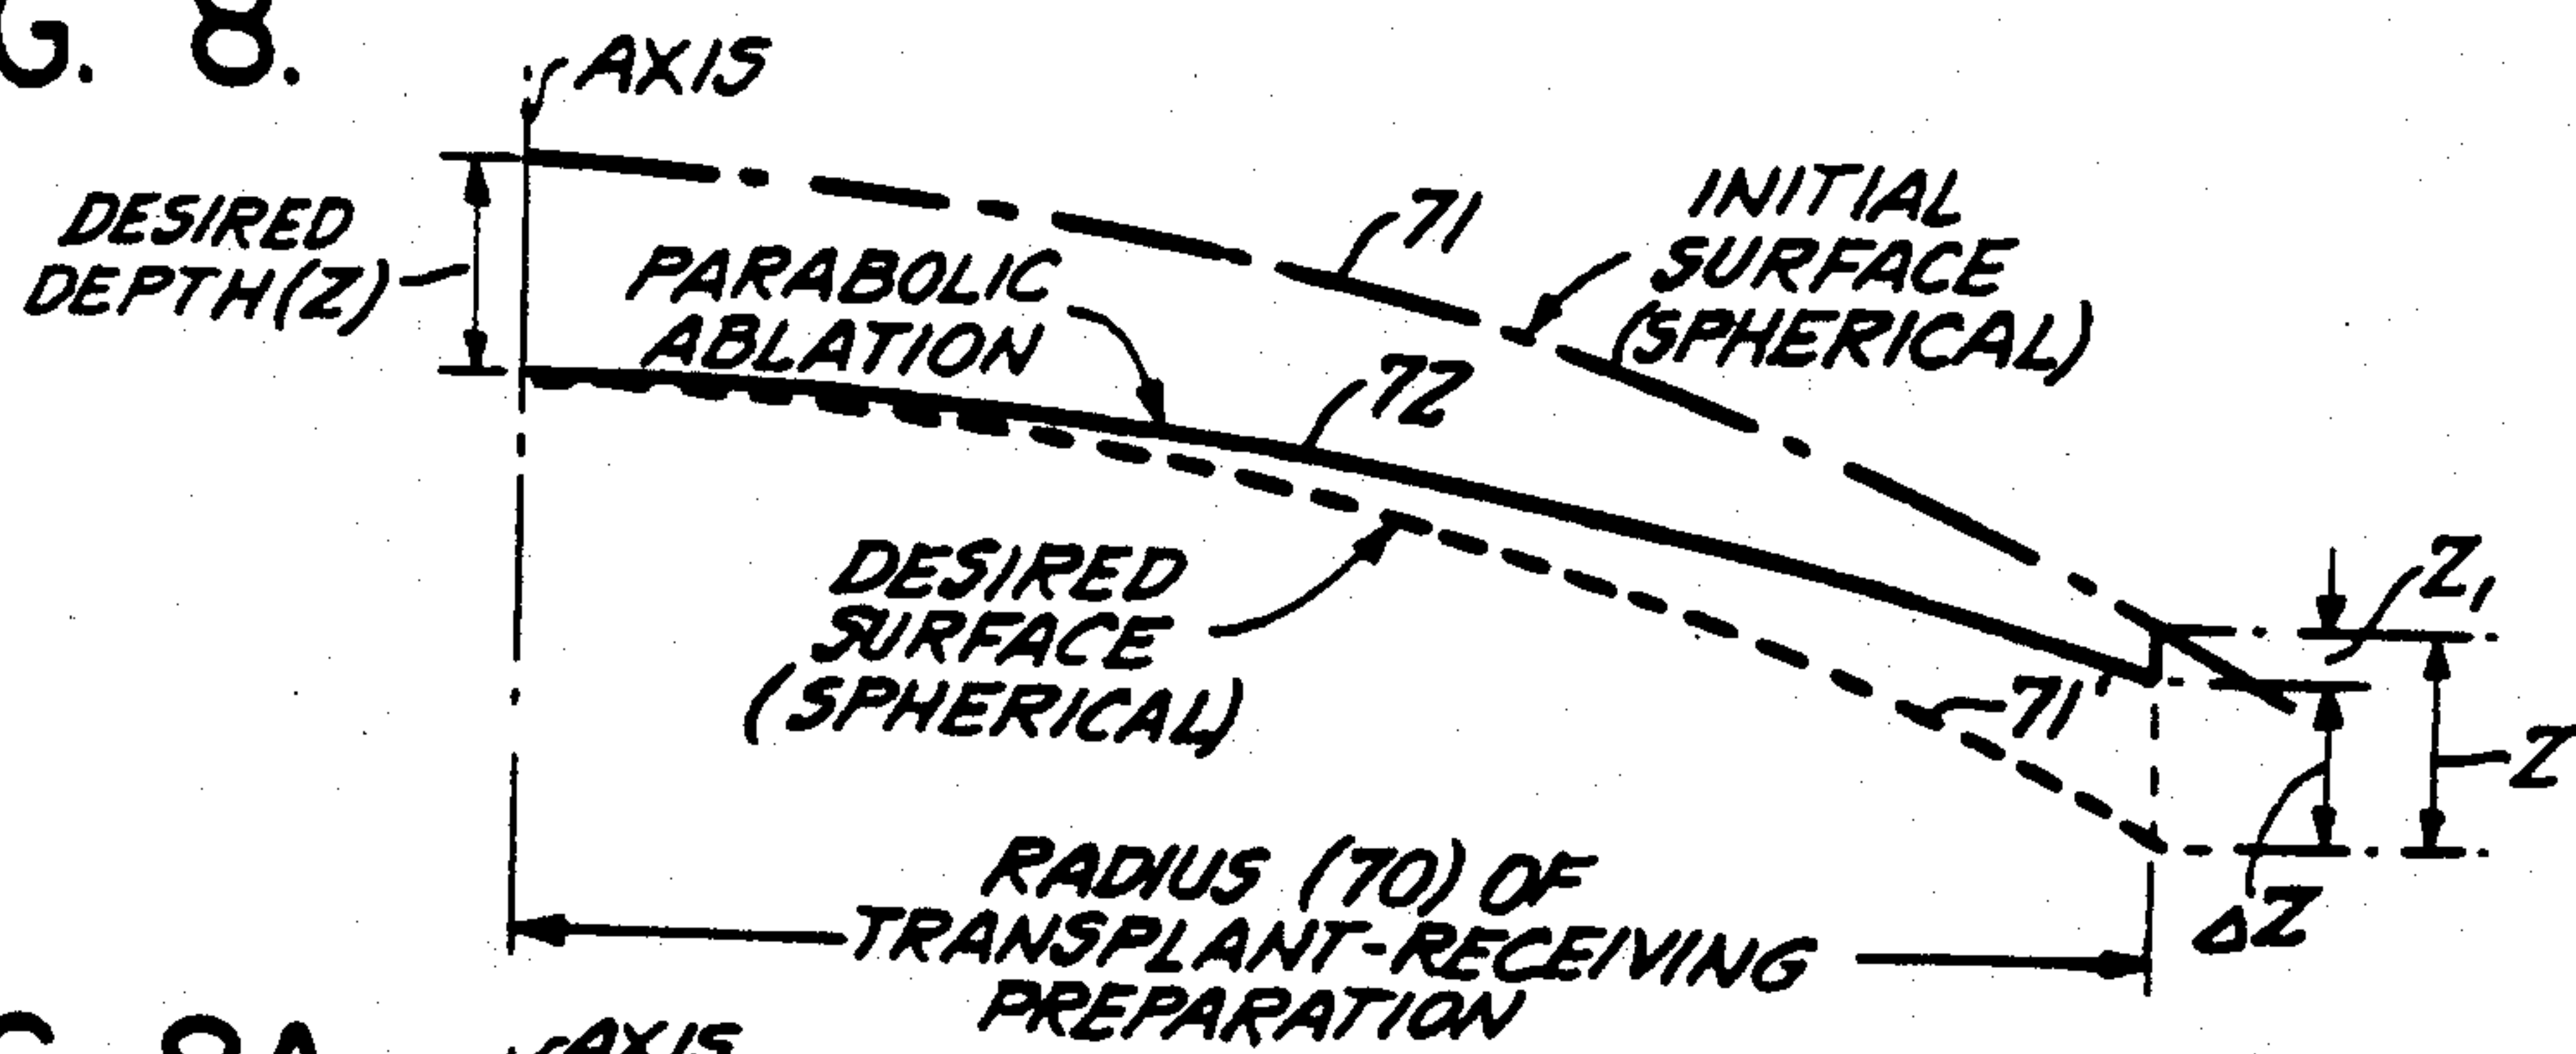 G. 8.
AXIS
DESIRED
DEPTH (Z)
PARABOLIC
ABLATION
71
INITIAL
SURFACE
(SPHERICAL)
72
DESIRED
SURFACE
(SPHERICAL)
71'
Z₁
Z
ΔZ
RADIUS (70) OF
TRANSPLANT-RECEIVING
PREPARATION
AXIS